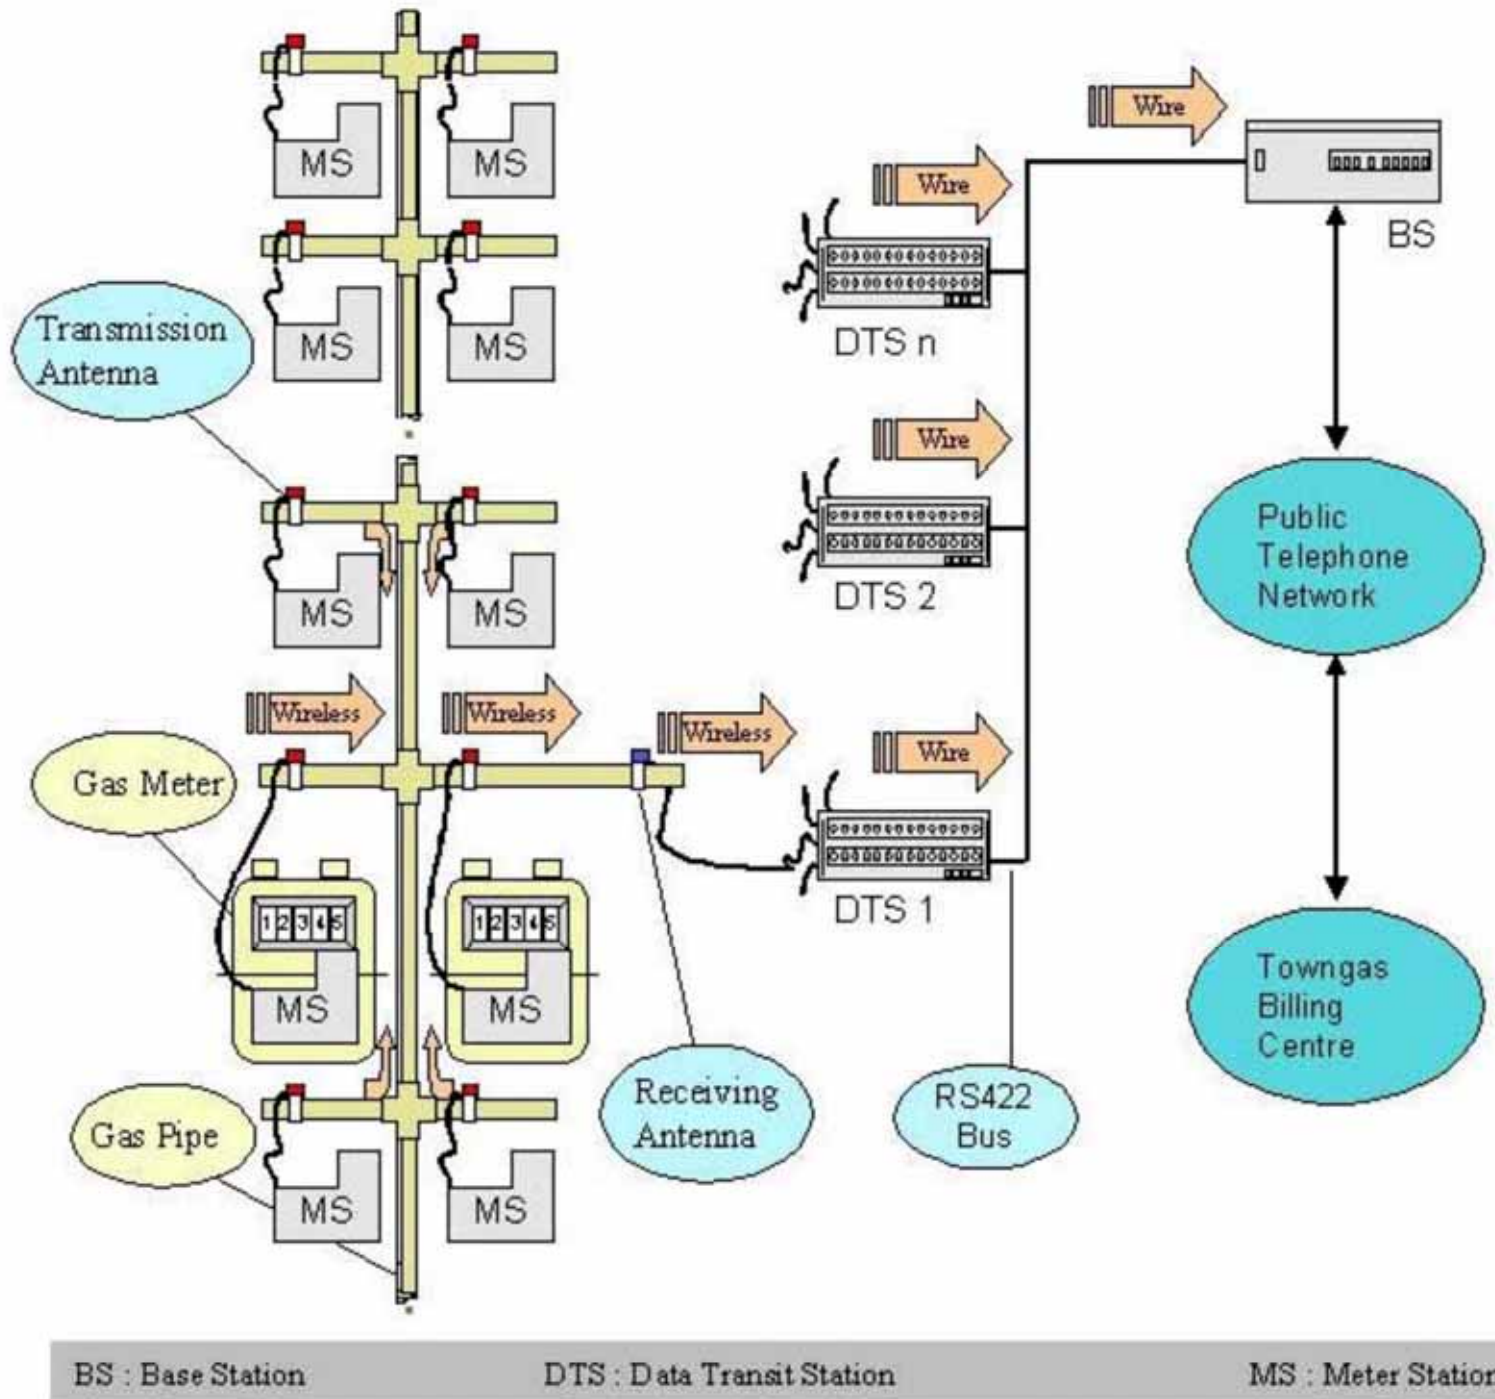 MS MS
Wire
Wire
BS
MS MS
DTS n
Transmission
Antenna
Wire
Public
Telephone
Network
MS MS
DTS 2
Wireless Wireless Wireless Wire
Gas Meter
12345 12345
MS MS
DTS 1
Towngas
Billing
Centre
Receiving
Antenna
RS422
Bus
Gas Pipe
MS MS
BS : Base Station DTS : Data Transit Station MS : Meter Station